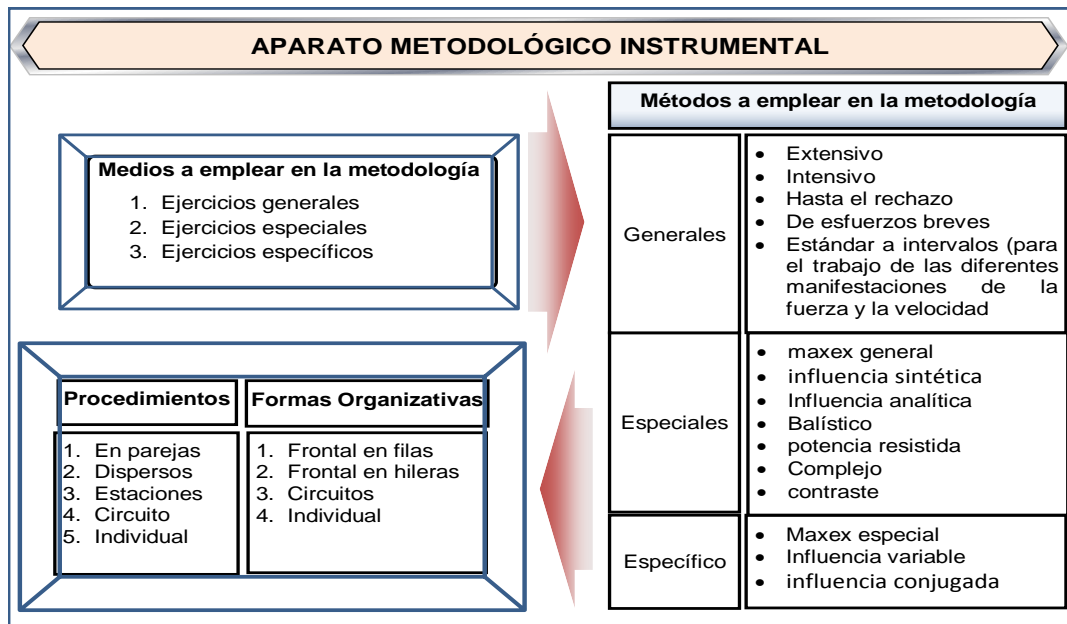 APARATO METODOLÓGICO INSTRUMENTAL
Medios a emplear en la metodología
1. Ejercicios generales
2. Ejercicios especiales
3. Ejercicios específicos
Métodos a emplear en la metodología
Generales
• Extensivo
• Intensivo
• Hasta el rechazo
• De esfuerzos breves
• Estándar a intervalos (para
el trabajo de las diferentes
manifestaciones de la
fuerza y la velocidad
Especiales
• maxex general
• influencia sintética
• Influencia analítica
• Balístico
• potencia resistida
• Complejo
• contraste
Específico
• Maxex especial
• Influencia variable
• influencia conjugada
Procedimientos
1. En parejas
2. Dispersos
3. Estaciones
4. Circuito
5. Individual
Formas Organizativas
1. Frontal en filas
2. Frontal en hileras
3. Circuitos
4. Individual